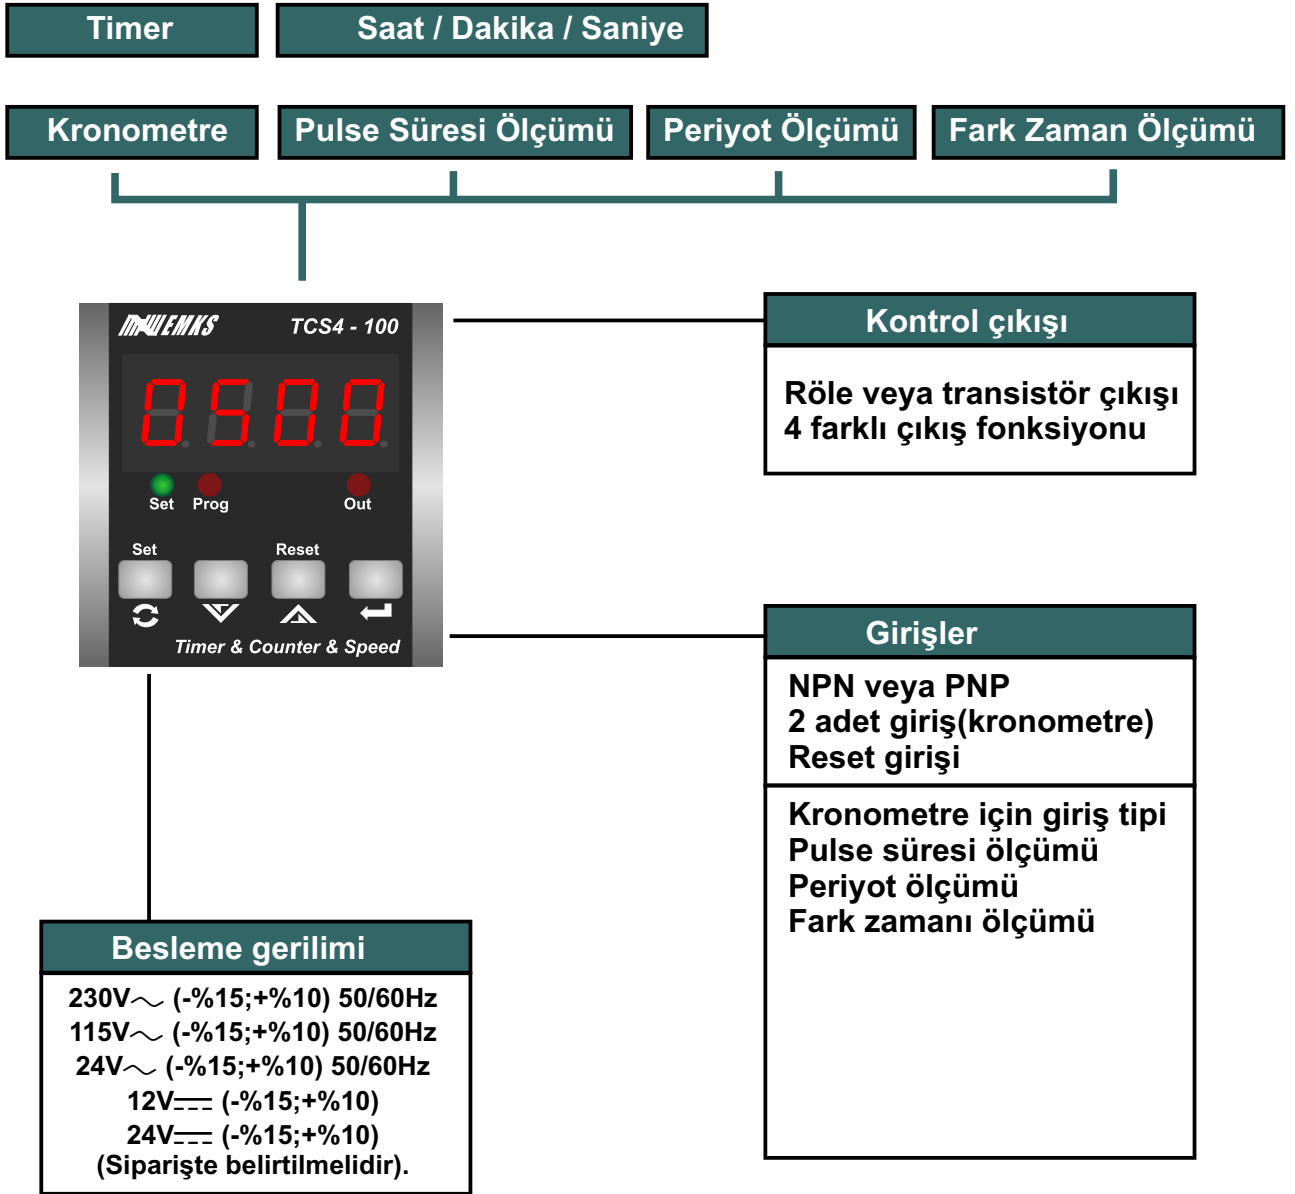 Timer
Saat / Dakika / Saniye
Kronometre
Pulse Süresi Ölçümü
Periyot Ölçümü
Fark Zaman Ölçümü
EMKS
TCS4 - 100
0500
Set
Prog
Out
Set
Reset
Timer & Counter & Speed
Kontrol çıkışı
Röle veya transistör çıkışı
4 farklı çıkış fonksiyonu
Girişler
NPN veya PNP
2 adet giriş(kronometre)
Reset girişi
Kronometre için giriş tipi
Pulse süresi ölçümü
Periyot ölçümü
Fark zamanı ölçümü
Besleme gerilimi
230V⏦ (-%15;+%10) 50/60Hz
115V⏦ (-%15;+%10) 50/60Hz
24V⏦ (-%15;+%10) 50/60Hz
12V⎓ (-%15;+%10)
24V⎓ (-%15;+%10)
(Siparişte belirtilmelidir).